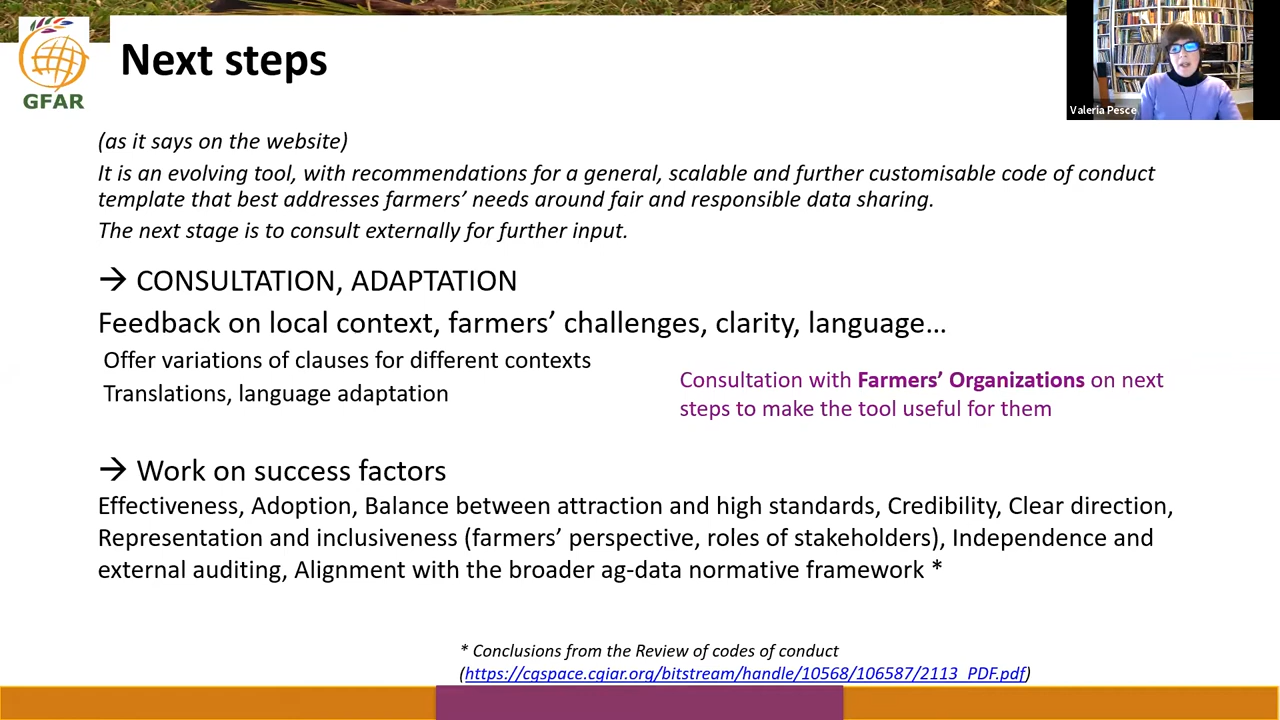 GFAR
Next steps
Valeria Pesce
(as it says on the website)
It is an evolving tool, with recommendations for a general, scalable and further customisable code of conduct
template that best addresses farmers’ needs around fair and responsible data sharing.
The next stage is to consult externally for further input.
→ CONSULTATION, ADAPTATION
Feedback on local context, farmers’ challenges, clarity, language…
Offer variations of clauses for different contexts
Translations, language adaptation
Consultation with Farmers’ Organizations on next
steps to make the tool useful for them
→ Work on success factors
Effectiveness, Adoption, Balance between attraction and high standards, Credibility, Clear direction,
Representation and inclusiveness (farmers’ perspective, roles of stakeholders), Independence and
external auditing, Alignment with the broader ag-data normative framework *
* Conclusions from the Review of codes of conduct
(https://cgspace.cgiar.org/bitstream/handle/10568/106587/2113_PDF.pdf)